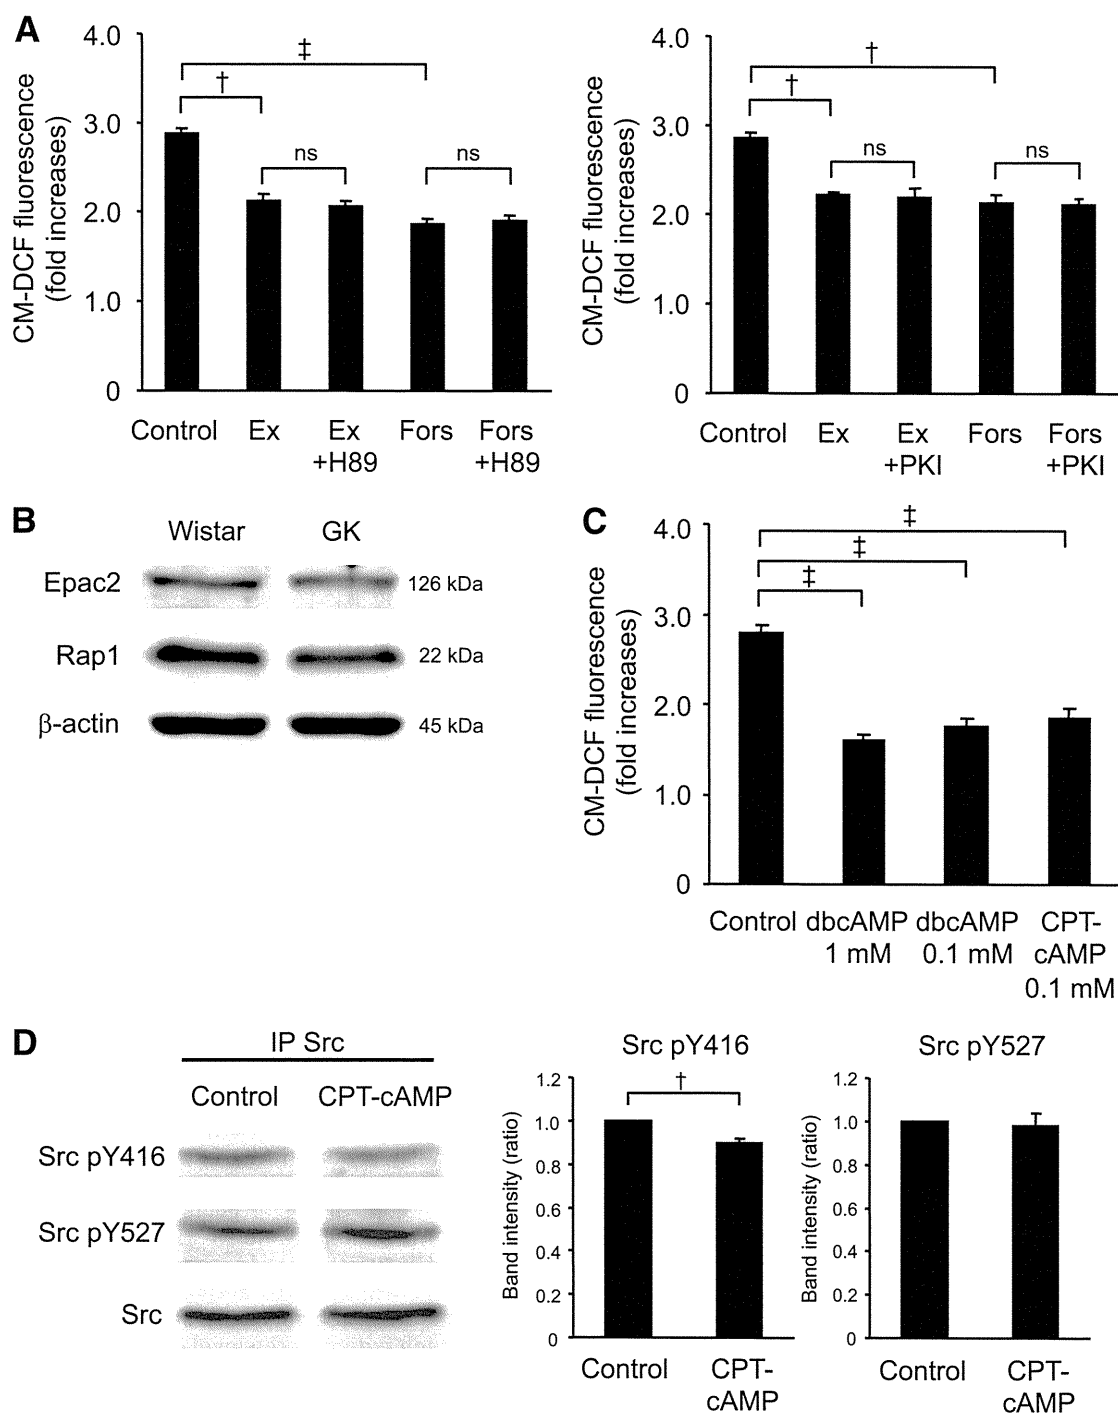 A
CM-DCF fluorescence
(fold increases)
4.0
3.0
2.0
1.0
0
‡
†
ns
ns
Control Ex Ex Fors Fors
+H89 +H89
CM-DCF fluorescence
(fold increases)
4.0
3.0
2.0
1.0
0
†
†
ns
ns
Control Ex Ex Fors Fors
+PKI +PKI
B
Wistar GK
Epac2 126 kDa
Rap1 22 kDa
β-actin 45 kDa
C
CM-DCF fluorescence
(fold increases)
4.0
3.0
2.0
1.0
0
‡
‡
‡
Control dbcAMP dbcAMP CPT-
1 mM 0.1 mM cAMP
0.1 mM
D
IP Src
Control CPT-cAMP
Src pY416
Src pY527
Src
Src pY416
Band intensity (ratio)
1.2
1.0
0.8
0.6
0.4
0.2
0
†
Control CPT-
cAMP
Src pY527
Band intensity (ratio)
1.2
1.0
0.8
0.6
0.4
0.2
0
Control CPT-
cAMP